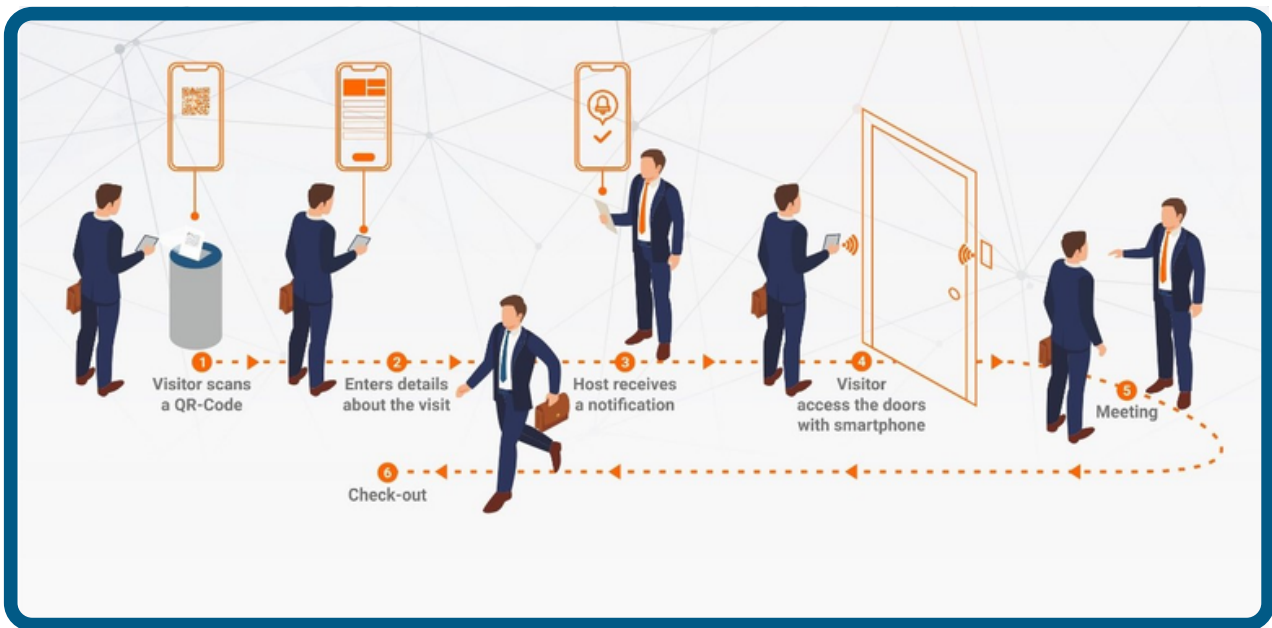 1
Visitor scans
a QR-Code
2
Enters details
about the visit
3
Host receives
a notification
4
Visitor
access the doors
with smartphone
5
Meeting
6
Check-out